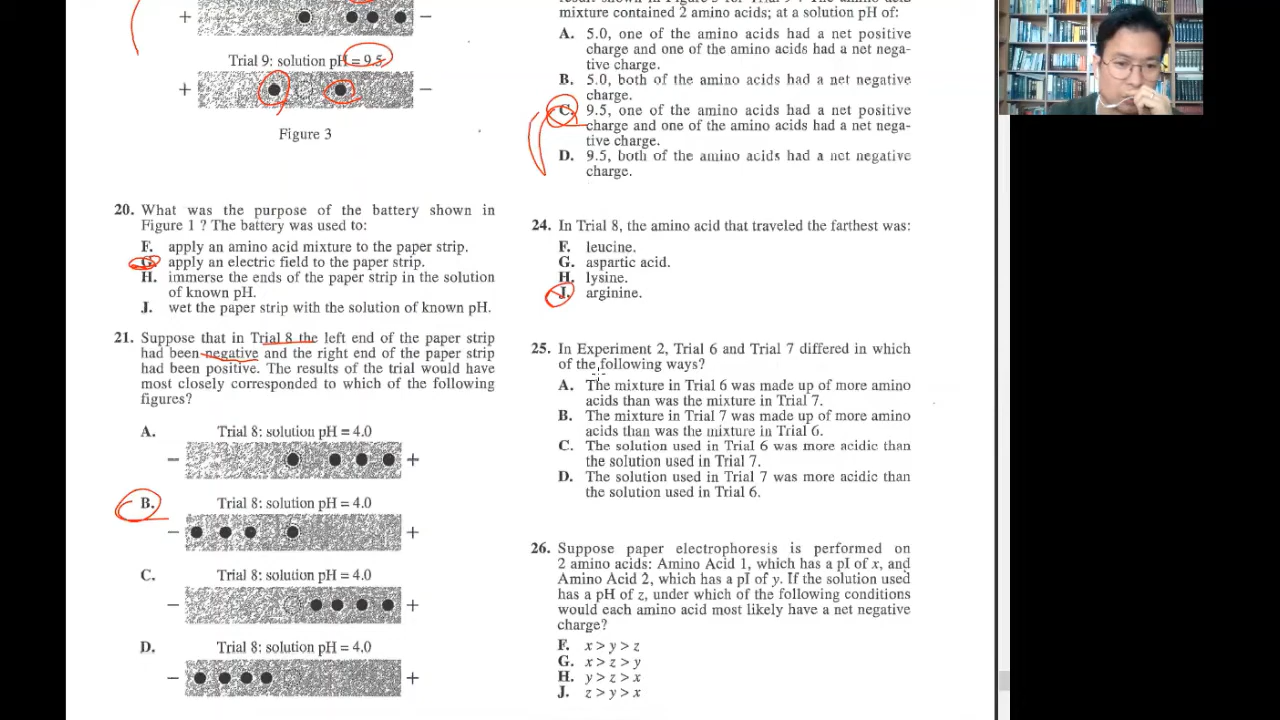 + −
Trial 9: solution pH = 9.5
+ −
Figure 3
20. What was the purpose of the battery shown in
Figure 1 ? The battery was used to:
F. apply an amino acid mixture to the paper strip.
G. apply an electric field to the paper strip.
H. immerse the ends of the paper strip in the solution
of known pH.
J. wet the paper strip with the solution of known pH.
21. Suppose that in Trial 8 the left end of the paper strip
had been negative and the right end of the paper strip
had been positive. The results of the trial would have
most closely corresponded to which of the following
figures?
A. Trial 8: solution pH = 4.0
− +
B. Trial 8: solution pH = 4.0
− +
C. Trial 8: solution pH = 4.0
− +
D. Trial 8: solution pH = 4.0
− +
mixture contained 2 amino acids; at a solution pH of:
A. 5.0, one of the amino acids had a net positive
charge and one of the amino acids had a net nega-
tive charge.
B. 5.0, both of the amino acids had a net negative
charge.
C. 9.5, one of the amino acids had a net positive
charge and one of the amino acids had a net nega-
tive charge.
D. 9.5, both of the amino acids had a net negative
charge.
24. In Trial 8, the amino acid that traveled the farthest was:
F. leucine.
G. aspartic acid.
H. lysine.
J. arginine.
25. In Experiment 2, Trial 6 and Trial 7 differed in which
of the following ways?
A. The mixture in Trial 6 was made up of more amino
acids than was the mixture in Trial 7.
B. The mixture in Trial 7 was made up of more amino
acids than was the mixture in Trial 6.
C. The solution used in Trial 6 was more acidic than
the solution used in Trial 7.
D. The solution used in Trial 7 was more acidic than
the solution used in Trial 6.
26. Suppose paper electrophoresis is performed on
2 amino acids: Amino Acid 1, which has a pI of x, and
Amino Acid 2, which has a pI of y. If the solution used
has a pH of z, under which of the following conditions
would each amino acid most likely have a net negative
charge?
F. x > y > z
G. x > z > y
H. y > z > x
J. z > y > x